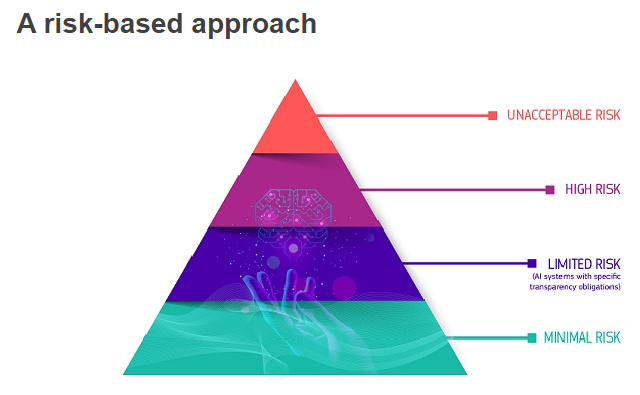 A risk-based approach
UNACCEPTABLE RISK
HIGH RISK
LIMITED RISK
(AI systems with specific
transparency obligations)
MINIMAL RISK